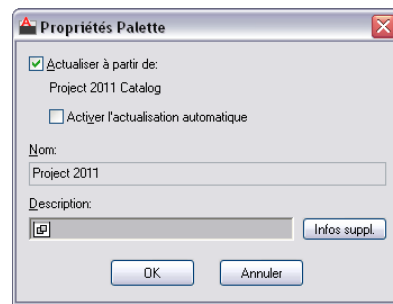 Propriétés Palette
Actualiser à partir de:
Project 2011 Catalog
Activer l'actualisation automatique
Nom:
Project 2011
Description:
Infos suppl.
OK Annuler